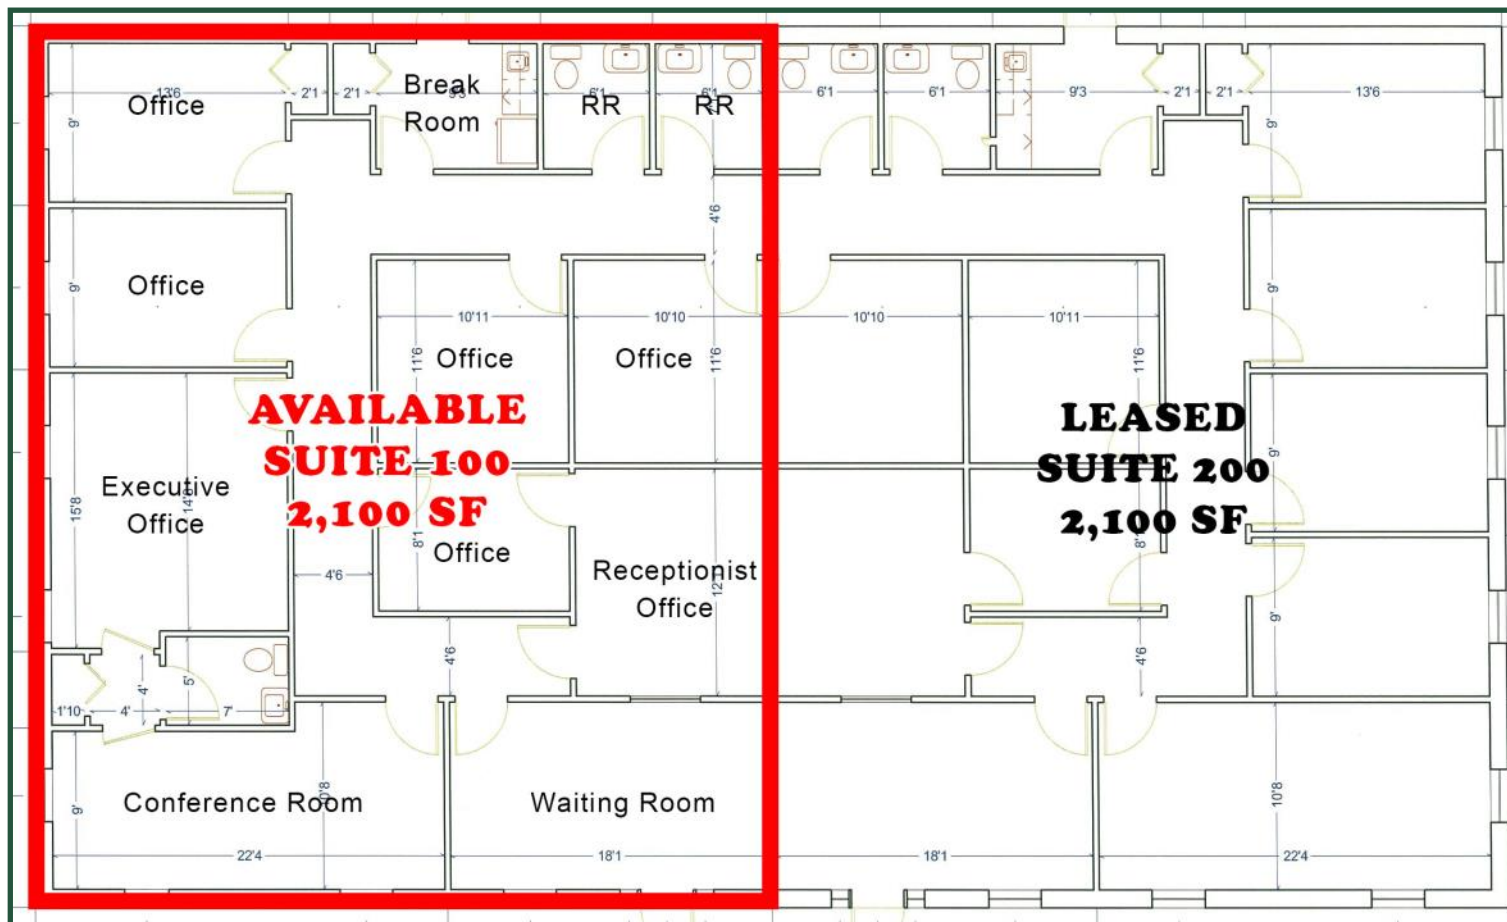 13'6
Office
9'
2'1
2'1
Break
9'3
Room
6'1
RR
6'1
RR
6'1
6'1
9'3
2'1
2'1
13'6
9'
4'6
Office
9'
9'
10'11
10'10
10'10
10'11
Office
11'6
Office
11'6
11'6
AVAILABLE
SUITE 100
2,100 SF
LEASED
SUITE 200
2,100 SF
Executive
Office
15'8
9'
8'1
Office
8'1
4'6
Receptionist
Office
9'
4'6
4'6
5'
4'
1'10
4'
7'
Conference Room
9'
10'8
Waiting Room
10'8
22'4
18'1
18'1
22'4